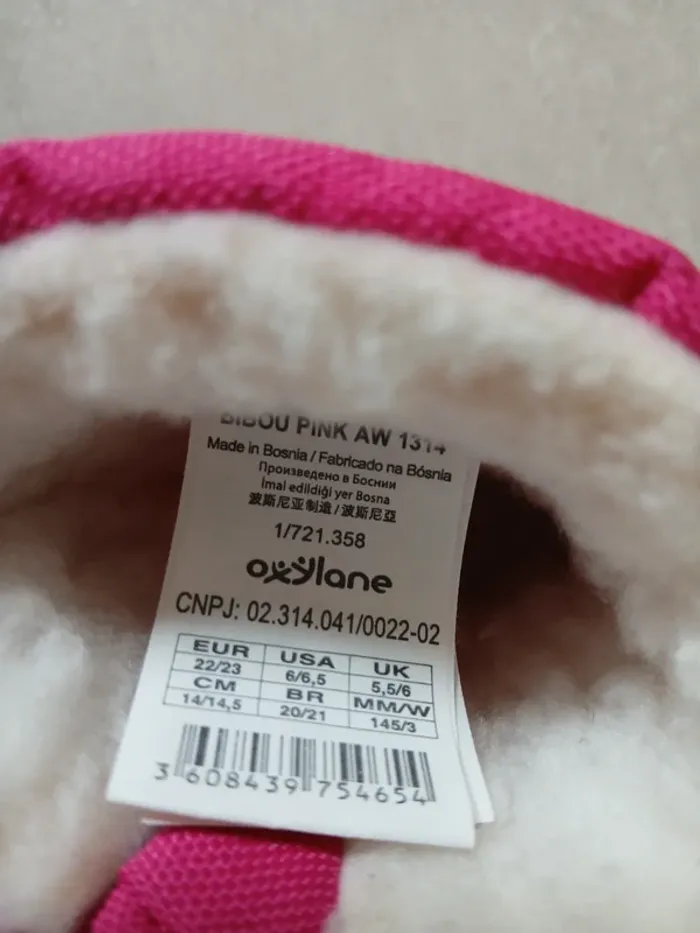 BIBOU PINK AW 1314
Made in Bosnia / Fabricado na Bósnia
Произведено в Боснии
İmal edildiği yer Bosna
波斯尼亚制造/波斯尼亞
1/721.358
oxylane
CNPJ: 02.314.041/0022-02
EUR USA UK
22/23 6/6,5 5,5/6
CM BR MM/W
14/14,5 20/21 145/3
3 608439 754654